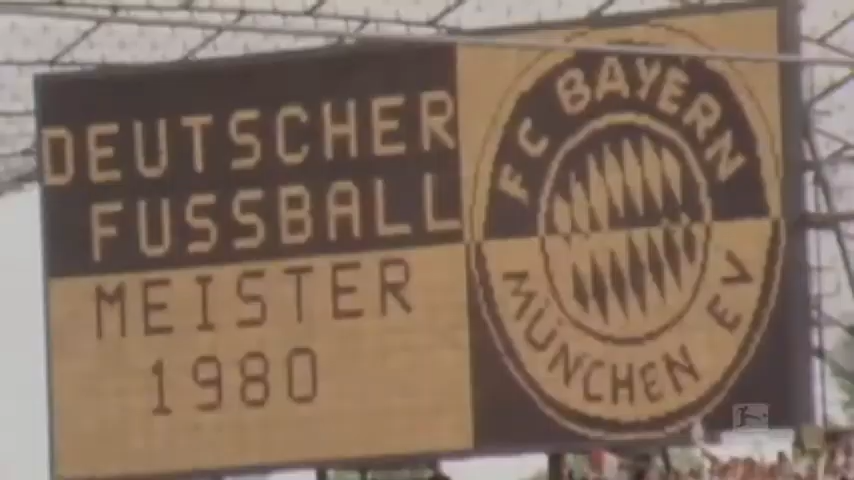 DEUTSCHER
FUSSBALL
MEISTER
1980
FC BAYERN
MÜNCHEN EV